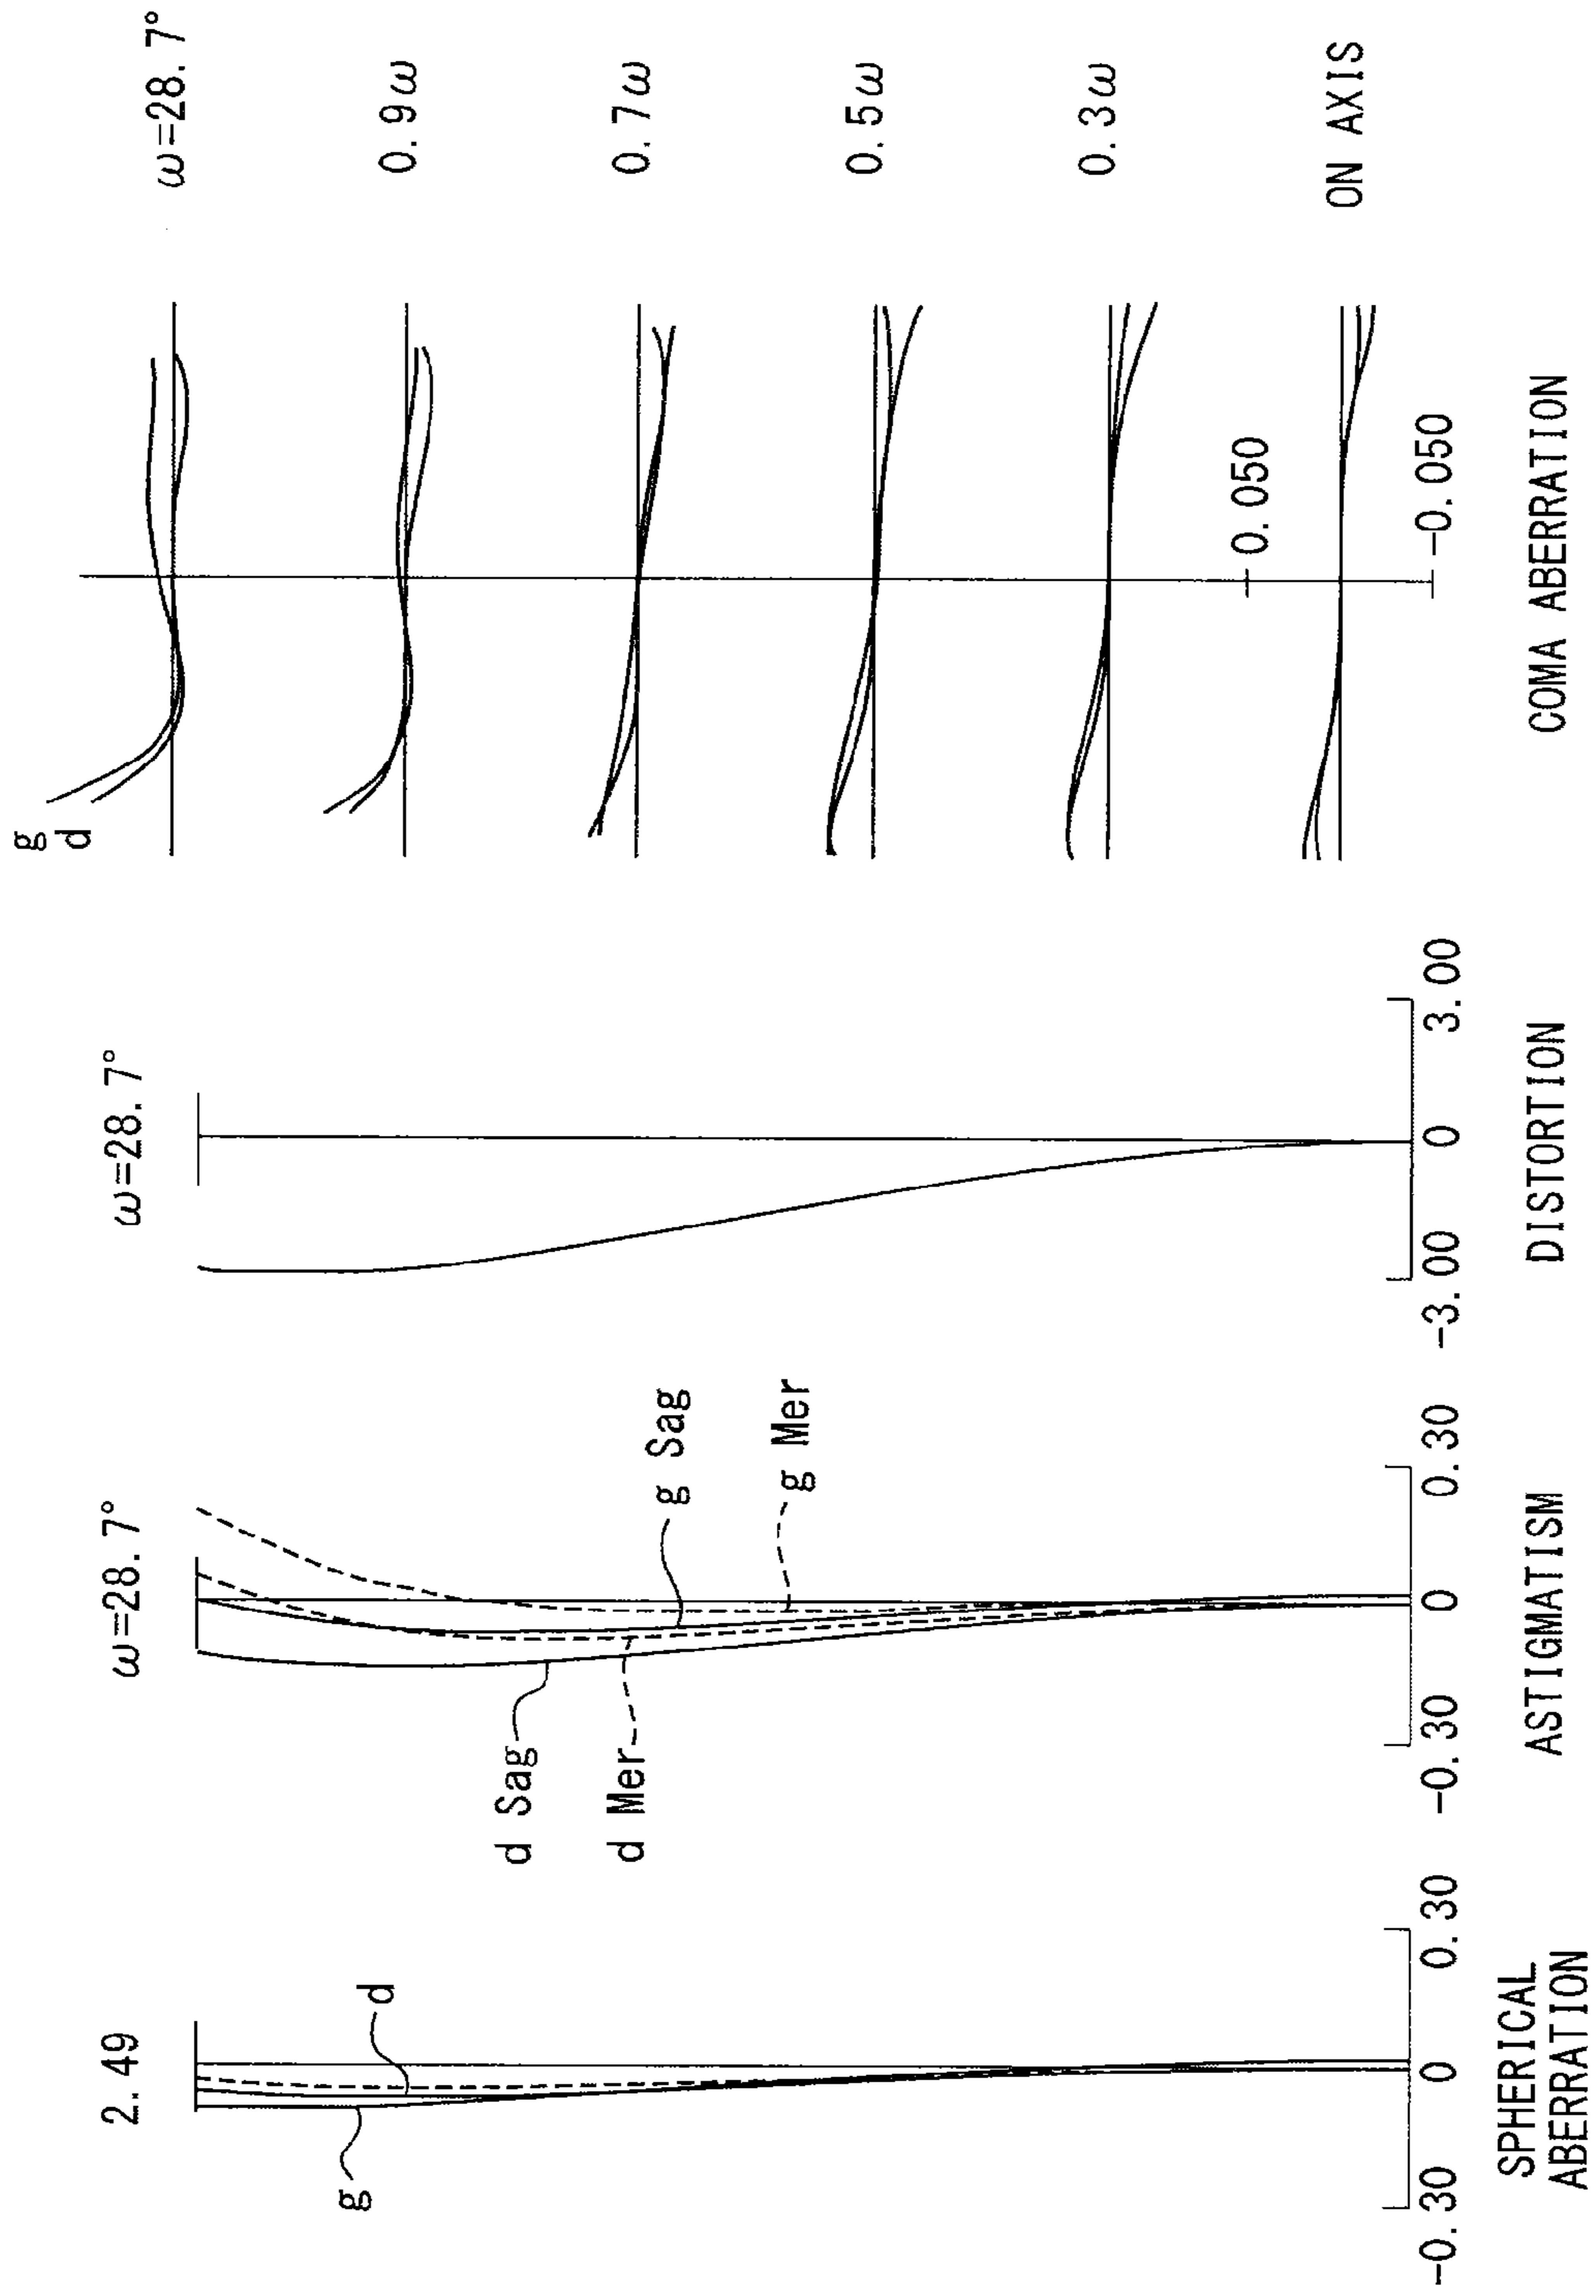 2. 49
g
d
-0. 30
0
0. 30
SPHERICAL
ABERRATION
ω=28. 7°
d Sag
d Mer
g Sag
g Mer
-0. 30
0
0. 30
ASTIGMATISM
ω=28. 7°
-3. 00
0
3. 00
DISTORTION
g
d
ω=28. 7°
0. 9ω
0. 7ω
0. 5ω
0. 3ω
0. 050
ON AXIS
-0. 050
COMA ABERRATION